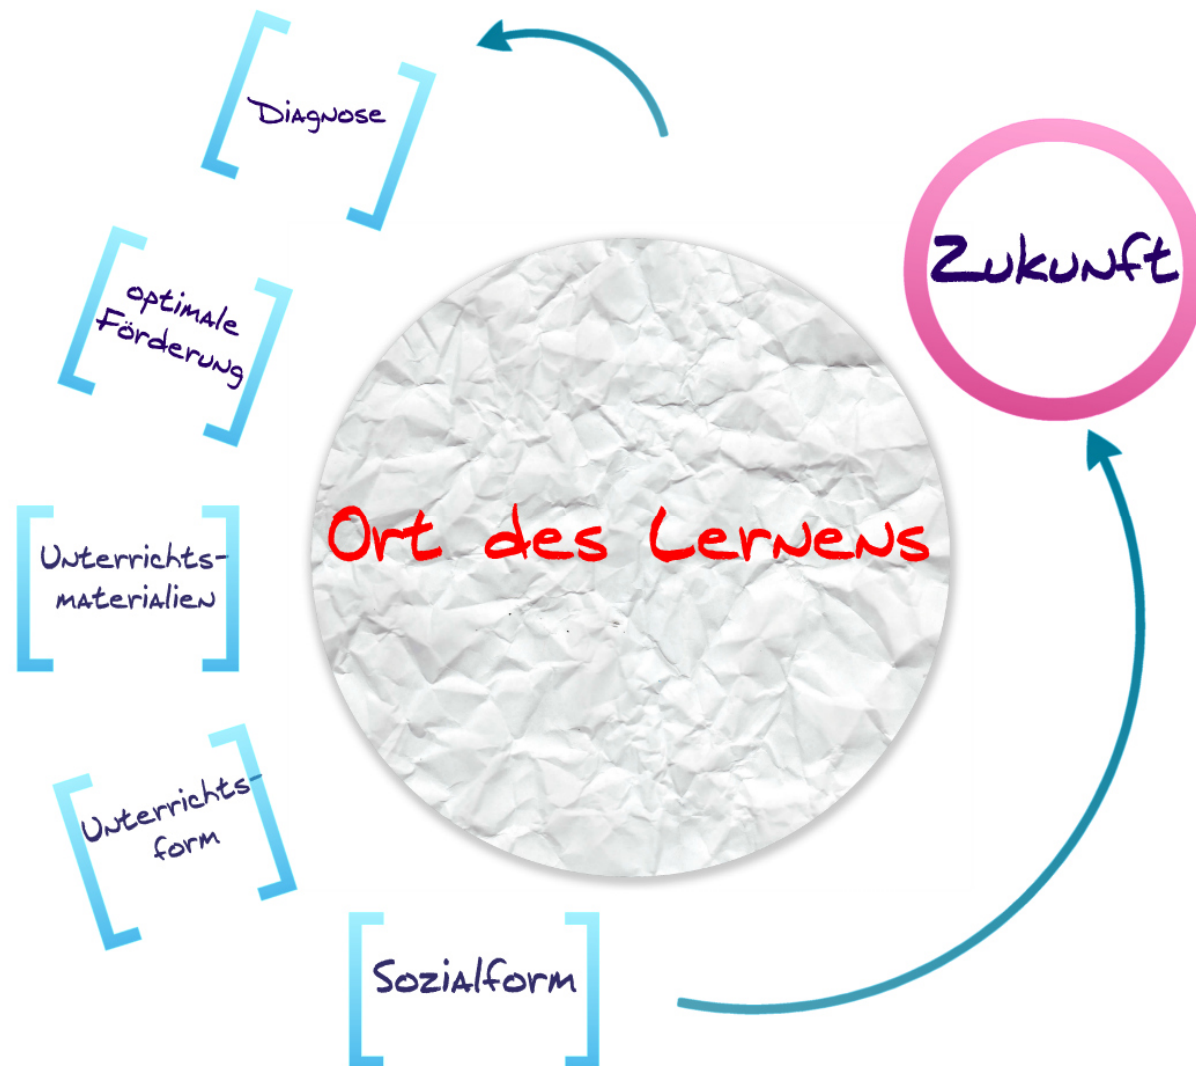 Diagnose
optimale
Förderung
Unterrichts-
materialien
Unterrichts-
form
Sozialform
Ort des Lernens
Zukunft